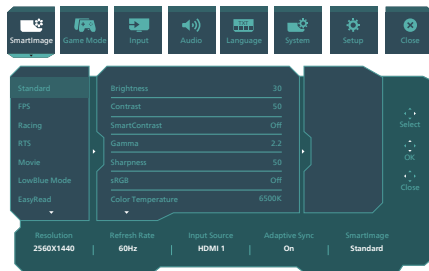 SmartImage
Game Mode
Input
Audio
TXT
Language
System
Setup
Close
Standard
FPS
Racing
RTS
Movie
LowBlue Mode
EasyRead
Brightness 30
Contrast 50
SmartContrast Off
Gamma 2.2
Sharpness 50
sRGB Off
Color Temperature 6500K
Select
OK
Close
Resolution Refresh Rate Input Source Adaptive Sync SmartImage
2560X1440 | 60Hz | HDMI 1 | On | Standard